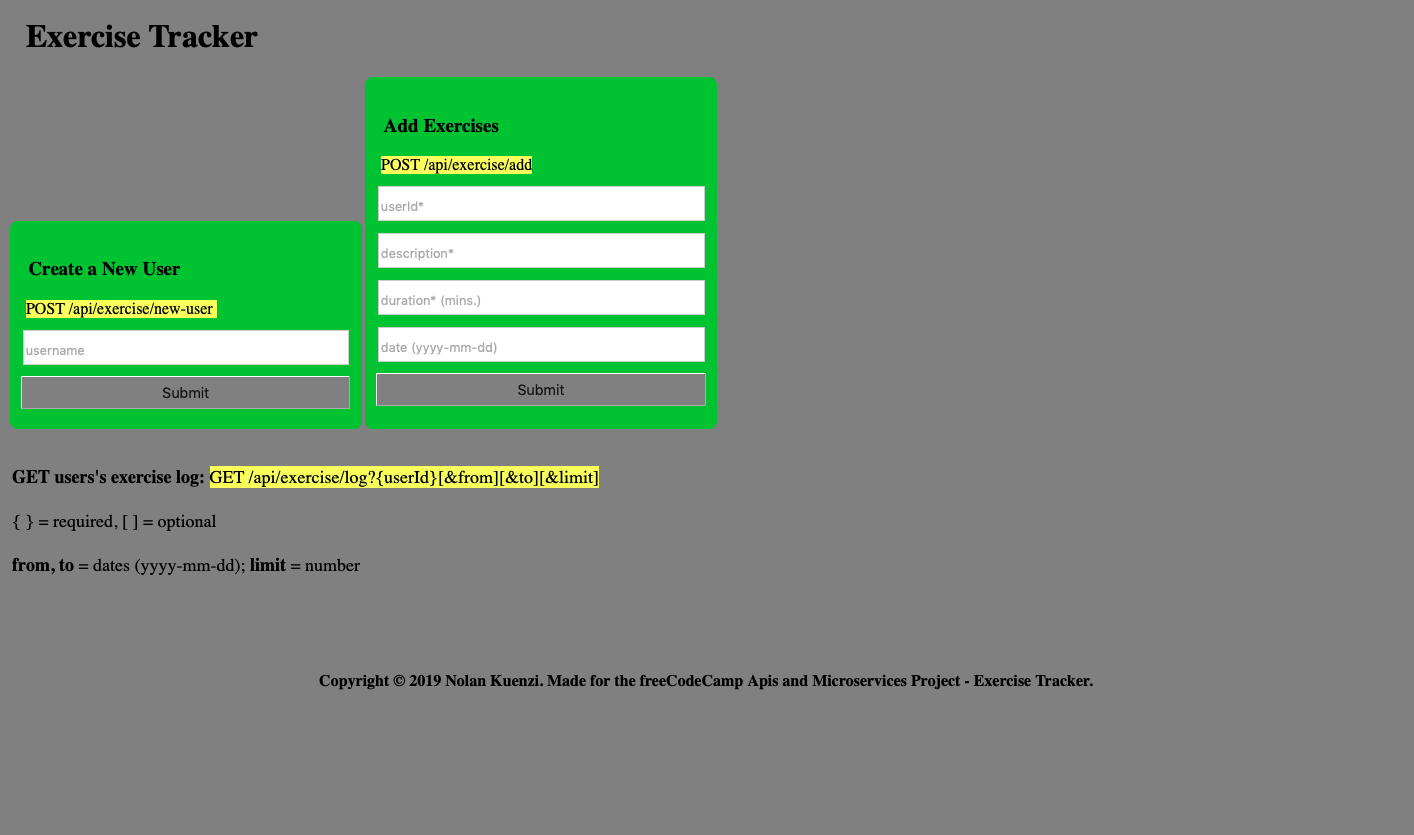 Exercise Tracker
Create a New User
POST /api/exercise/new-user
username
Submit
Add Exercises
POST /api/exercise/add
userId*
description*
duration* (mins.)
date (yyyy-mm-dd)
Submit
GET users's exercise log: GET /api/exercise/log?{userId}[&from][&to][&limit]
{ } = required, [ ] = optional
from, to = dates (yyyy-mm-dd); limit = number
Copyright © 2019 Nolan Kuenzi. Made for the freeCodeCamp Apis and Microservices Project - Exercise Tracker.